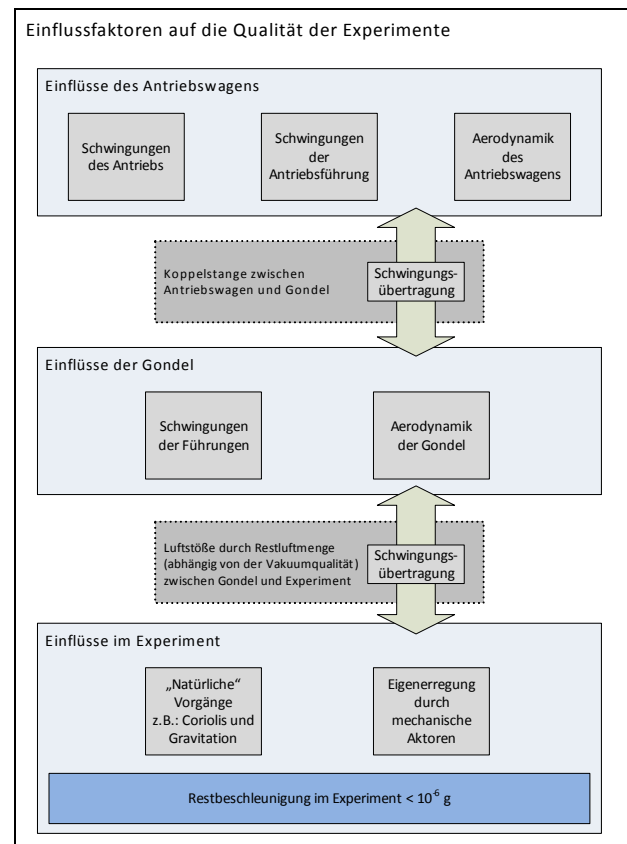 Einflussfaktoren auf die Qualität der Experimente
Einflüsse des Antriebswagens
Schwingungen
des Antriebs
Schwingungen
der
Antriebsführung
Aerodynamik
des
Antriebswagens
Koppelstange zwischen
Antriebswagen und Gondel
Schwingungs-
übertragung
Einflüsse der Gondel
Schwingungen
der Führungen
Aerodynamik
der Gondel
Luftstöße durch Restluftmenge
(abhängig von der Vakuumqualität)
zwischen Gondel und Experiment
Schwingungs-
übertragung
Einflüsse im Experiment
„Natürliche“
Vorgänge
z.B.: Coriolis und
Gravitation
Eigenerregung
durch
mechanische
Aktoren
Restbeschleunigung im Experiment < 10⁻⁶ g